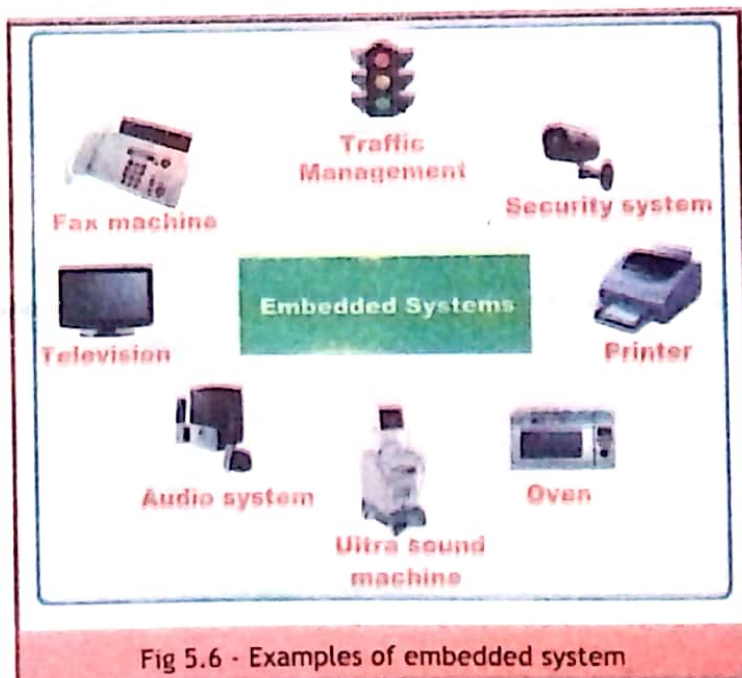 Traffic
Management
Fax machine
Security system
Embedded Systems
Television
Printer
Audio system
Oven
Ultra sound
machine
Fig 5.6 - Examples of embedded system